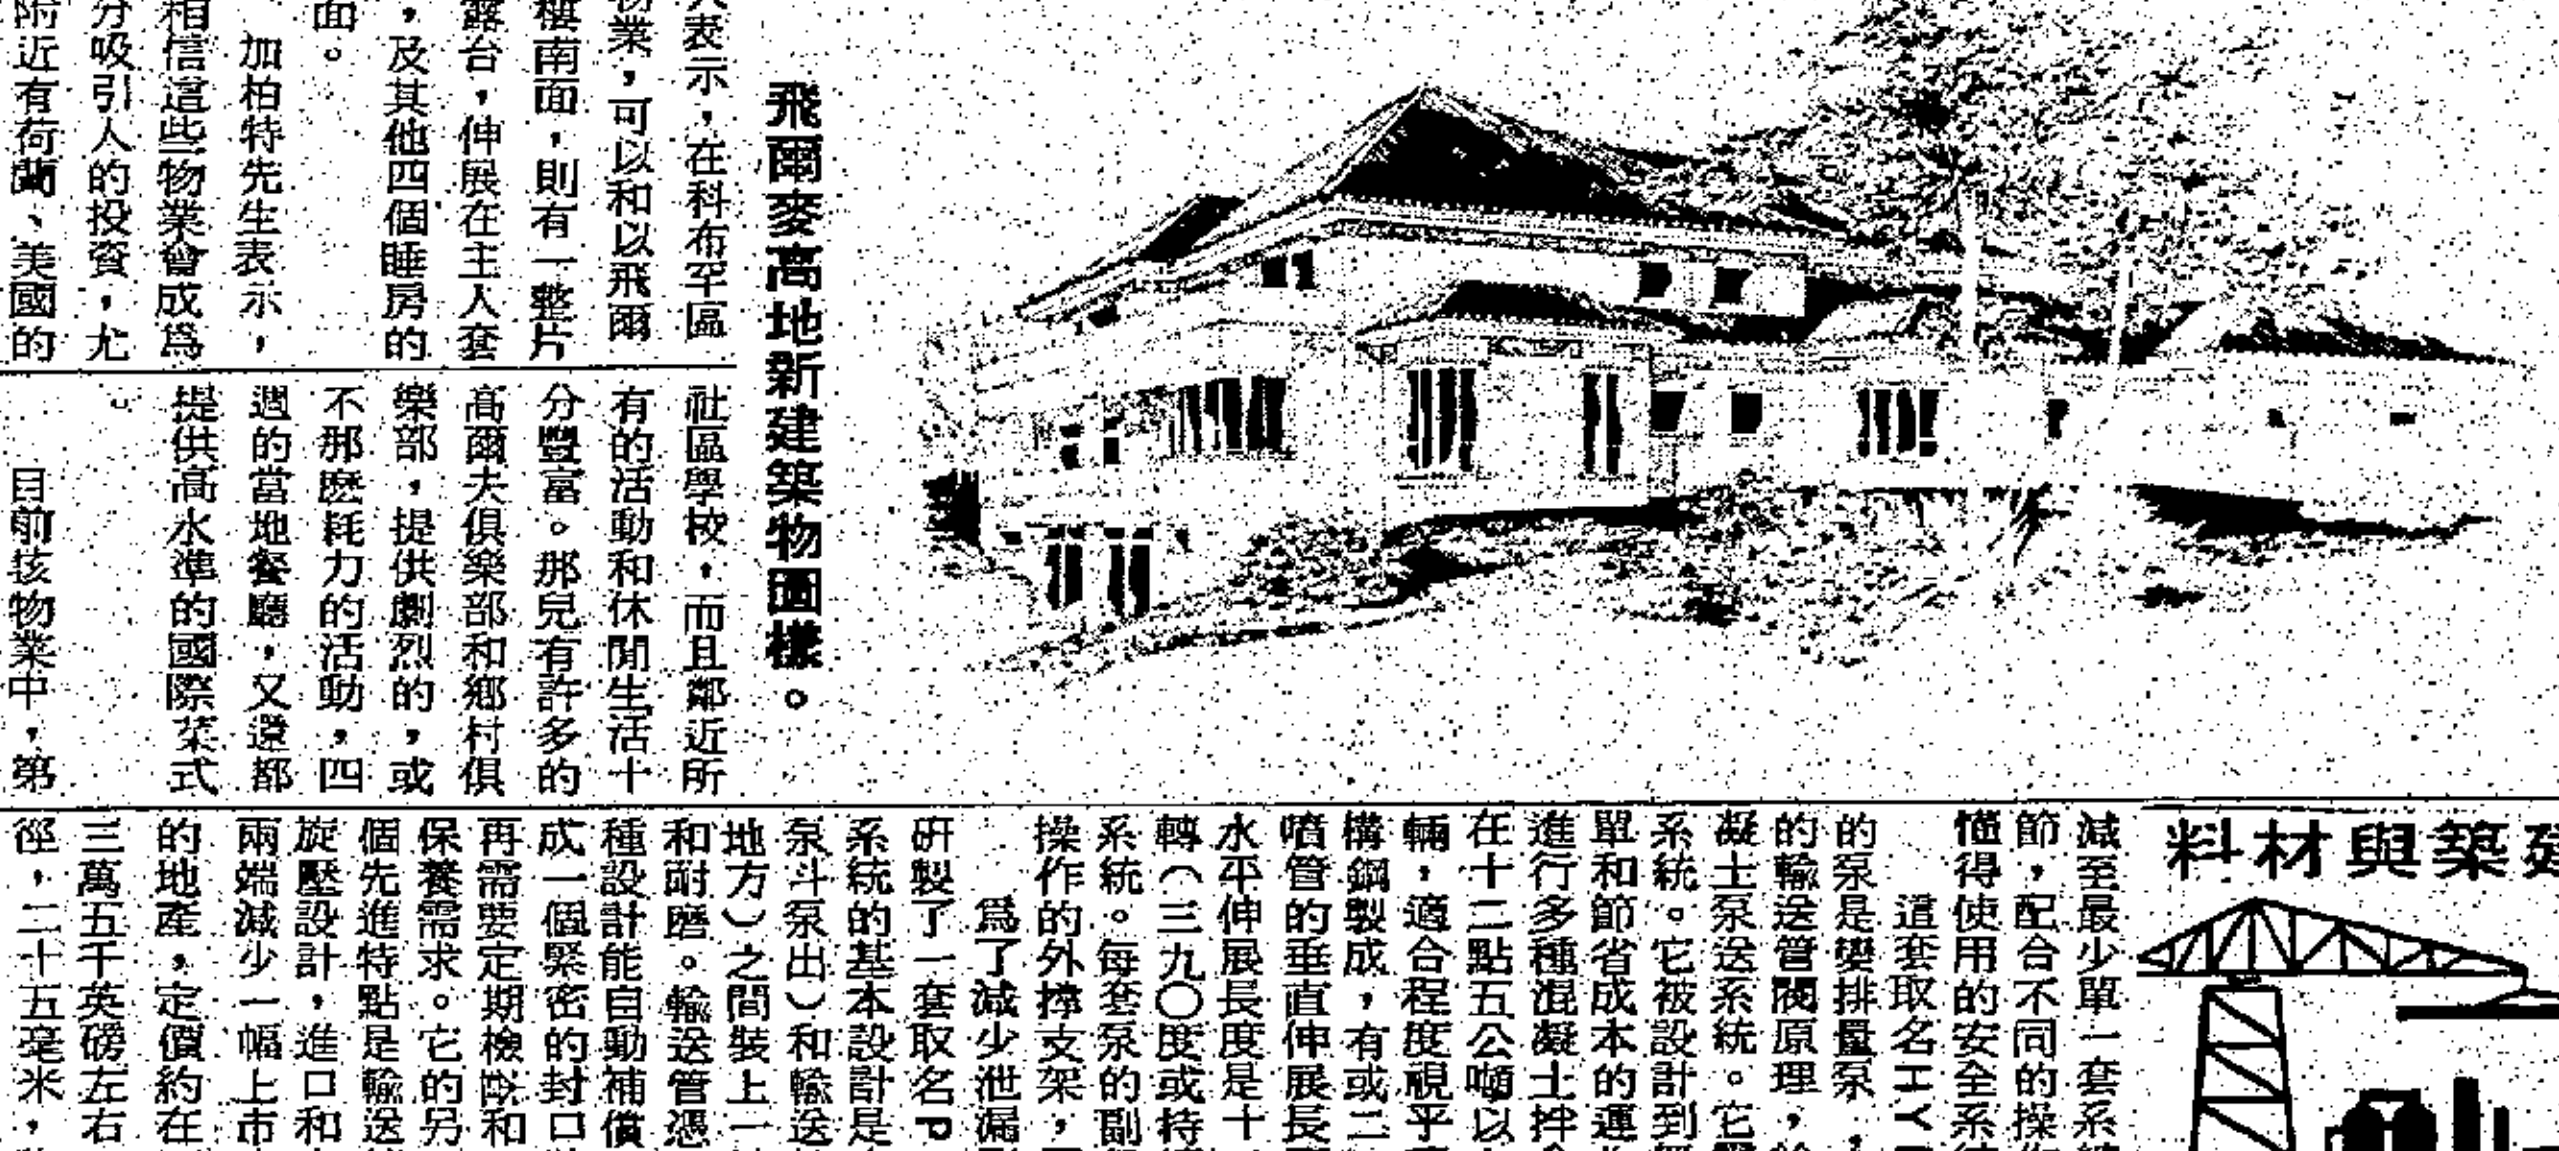 飛爾麥高地新建築物圖樣。
表示，在科布罕區
物業，可以和以飛爾
樓南面，則有一整片
露台，伸展在主人套
，及其他四個睡房的
面。
加柏特先生表示，
相信這些物業會成爲
分吸引人的投資，尤
附近有荷蘭、美國的
社區學校，而且鄰近所
有的活動和休閒生活十
分豐富。那兒有許多的
高爾夫俱樂部和鄉村俱
樂部，提供劇烈的，或
不那麽耗力的活動，四
週的當地餐廳，又還都
提供高水準的國際菜式
。
目前該物業中，第
料材與築建
減至最少單一套系
節，配合不同的操
懂得使用的安全系
這套取名HY
的泵是變排量泵，
的輸送管閥原理，
凝土泵送系統。它
系統。它被設計到
單和節省成本的運
進行多種混凝土拌
在十二點五公噸以
輛，適合程度視乎
構鋼製成，有或二
噴管的垂直伸展長
水平伸展長度是十
轉（三九〇度或持
系統。每套泵的副
操作的外撑支架，
爲了減少泄漏
研製了一套取名P
系統的基本設計是
泵斗泵出）和輸送
地方）之間裝上一
和耐磨。輸送管憑
種設計能自動補償
成一個緊密的封口
再需要定期檢歐和
保養需求。它的另
個先進特點是輸送
旋壓設計，進口和
兩端減少一幅上市
的地產，定價約在
三萬五千英磅左右
徑，二十五毫米，